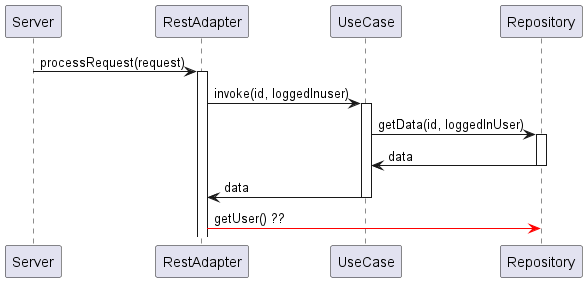 Server RestAdapter UseCase Repository
processRequest(request)
invoke(id, loggedInuser)
getData(id, loggedInUser)
data
data
getUser() ??
Server RestAdapter UseCase Repository